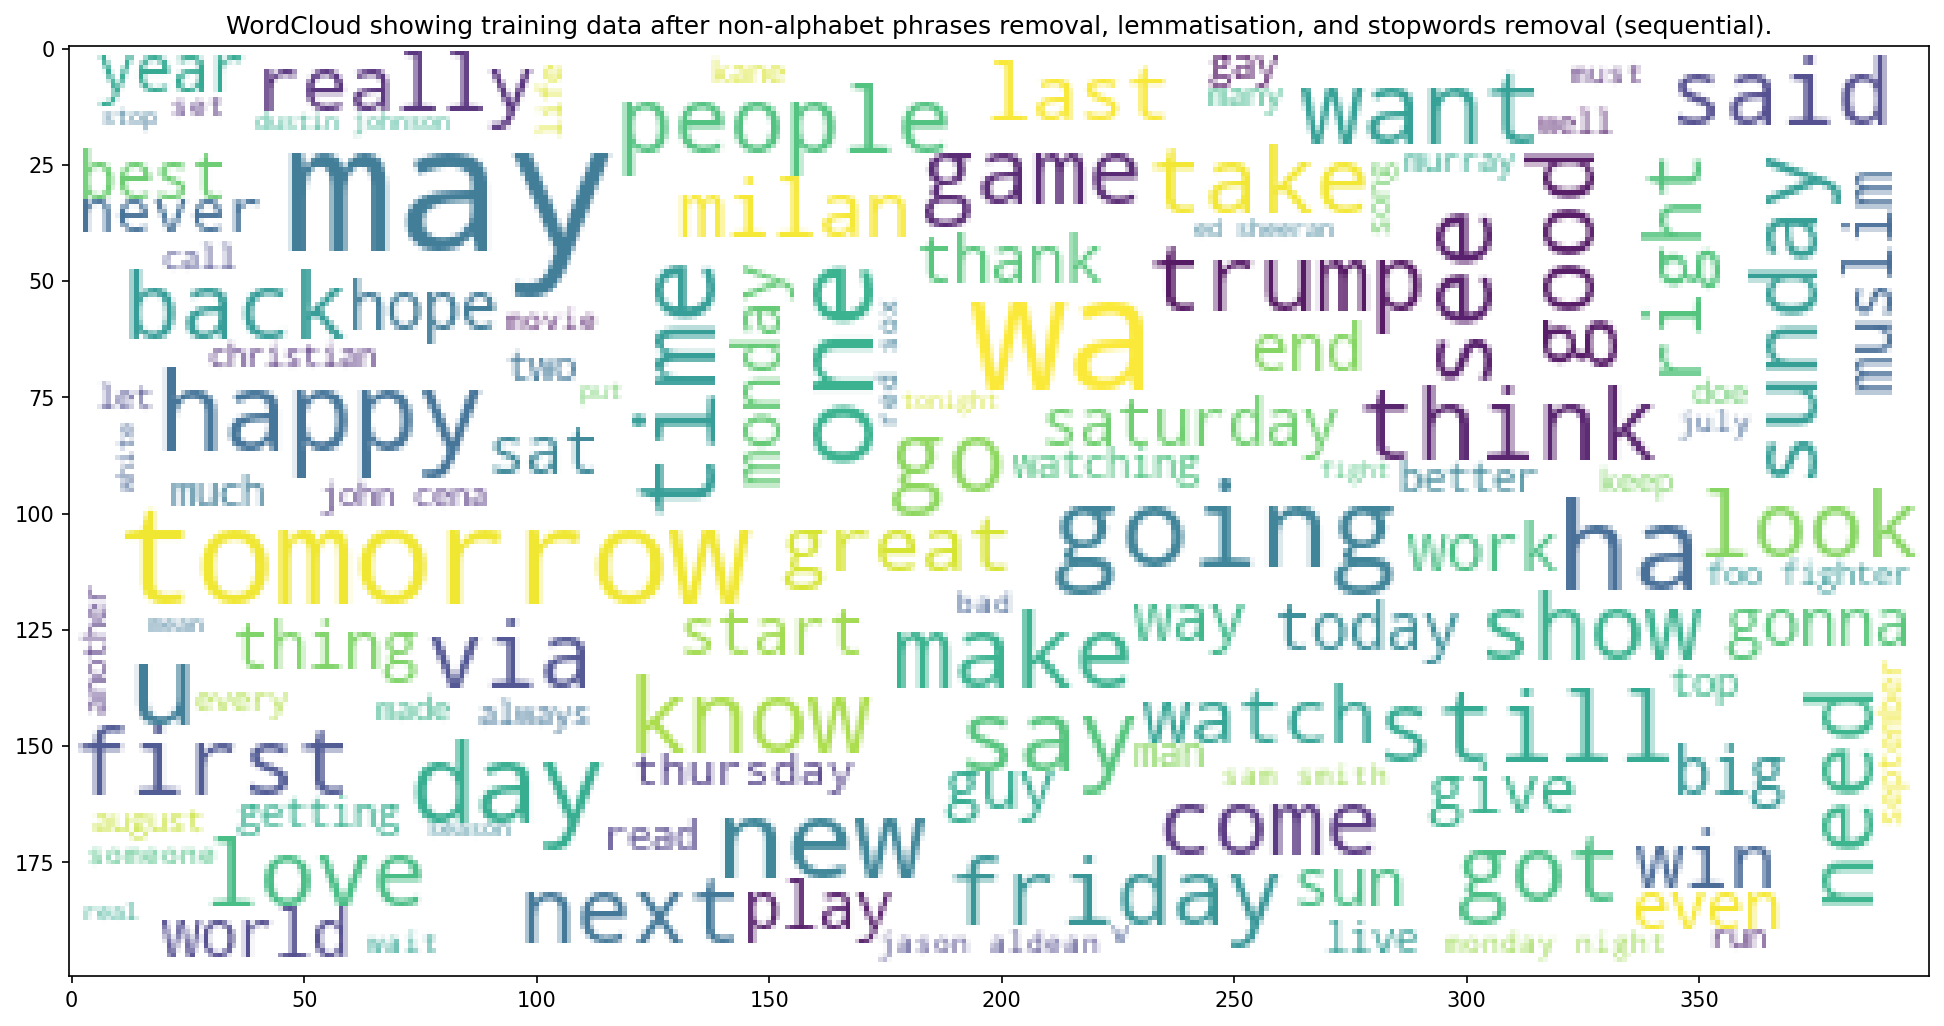 WordCloud showing training data after non-alphabet phrases removal, lemmatisation, and stopwords removal (sequential).
0
25
50
75
100
125
150
175
0
50
100
150
200
250
300
350
year
really
life
kane
last
gay
many
must
said
stop
set
dustin johnson
people
want
well
best
never
may
milan
game
take
song
murray
good
right
sunday
muslim
call
ed sheeran
thank
trump
see
back
hope
movie
time
monday
one
red sox
wa
end
christian
two
put
let
happy
tonight
saturday
think
doe
july
white
sat
go
watching
fight
better
keep
much
john cena
tomorrow
great
going
work
ha
look
foo fighter
another
mean
thing
via
start
bad
make
way
today
show
gonna
u
every
made
always
know
say
watch
still
top
need
september
first
day
thursday
guy
man
sam smith
give
big
august
getting
season
read
new
come
someone
love
next
play
friday
sun
got
win
even
real
world
wait
jason aldean
v
live
monday night
run